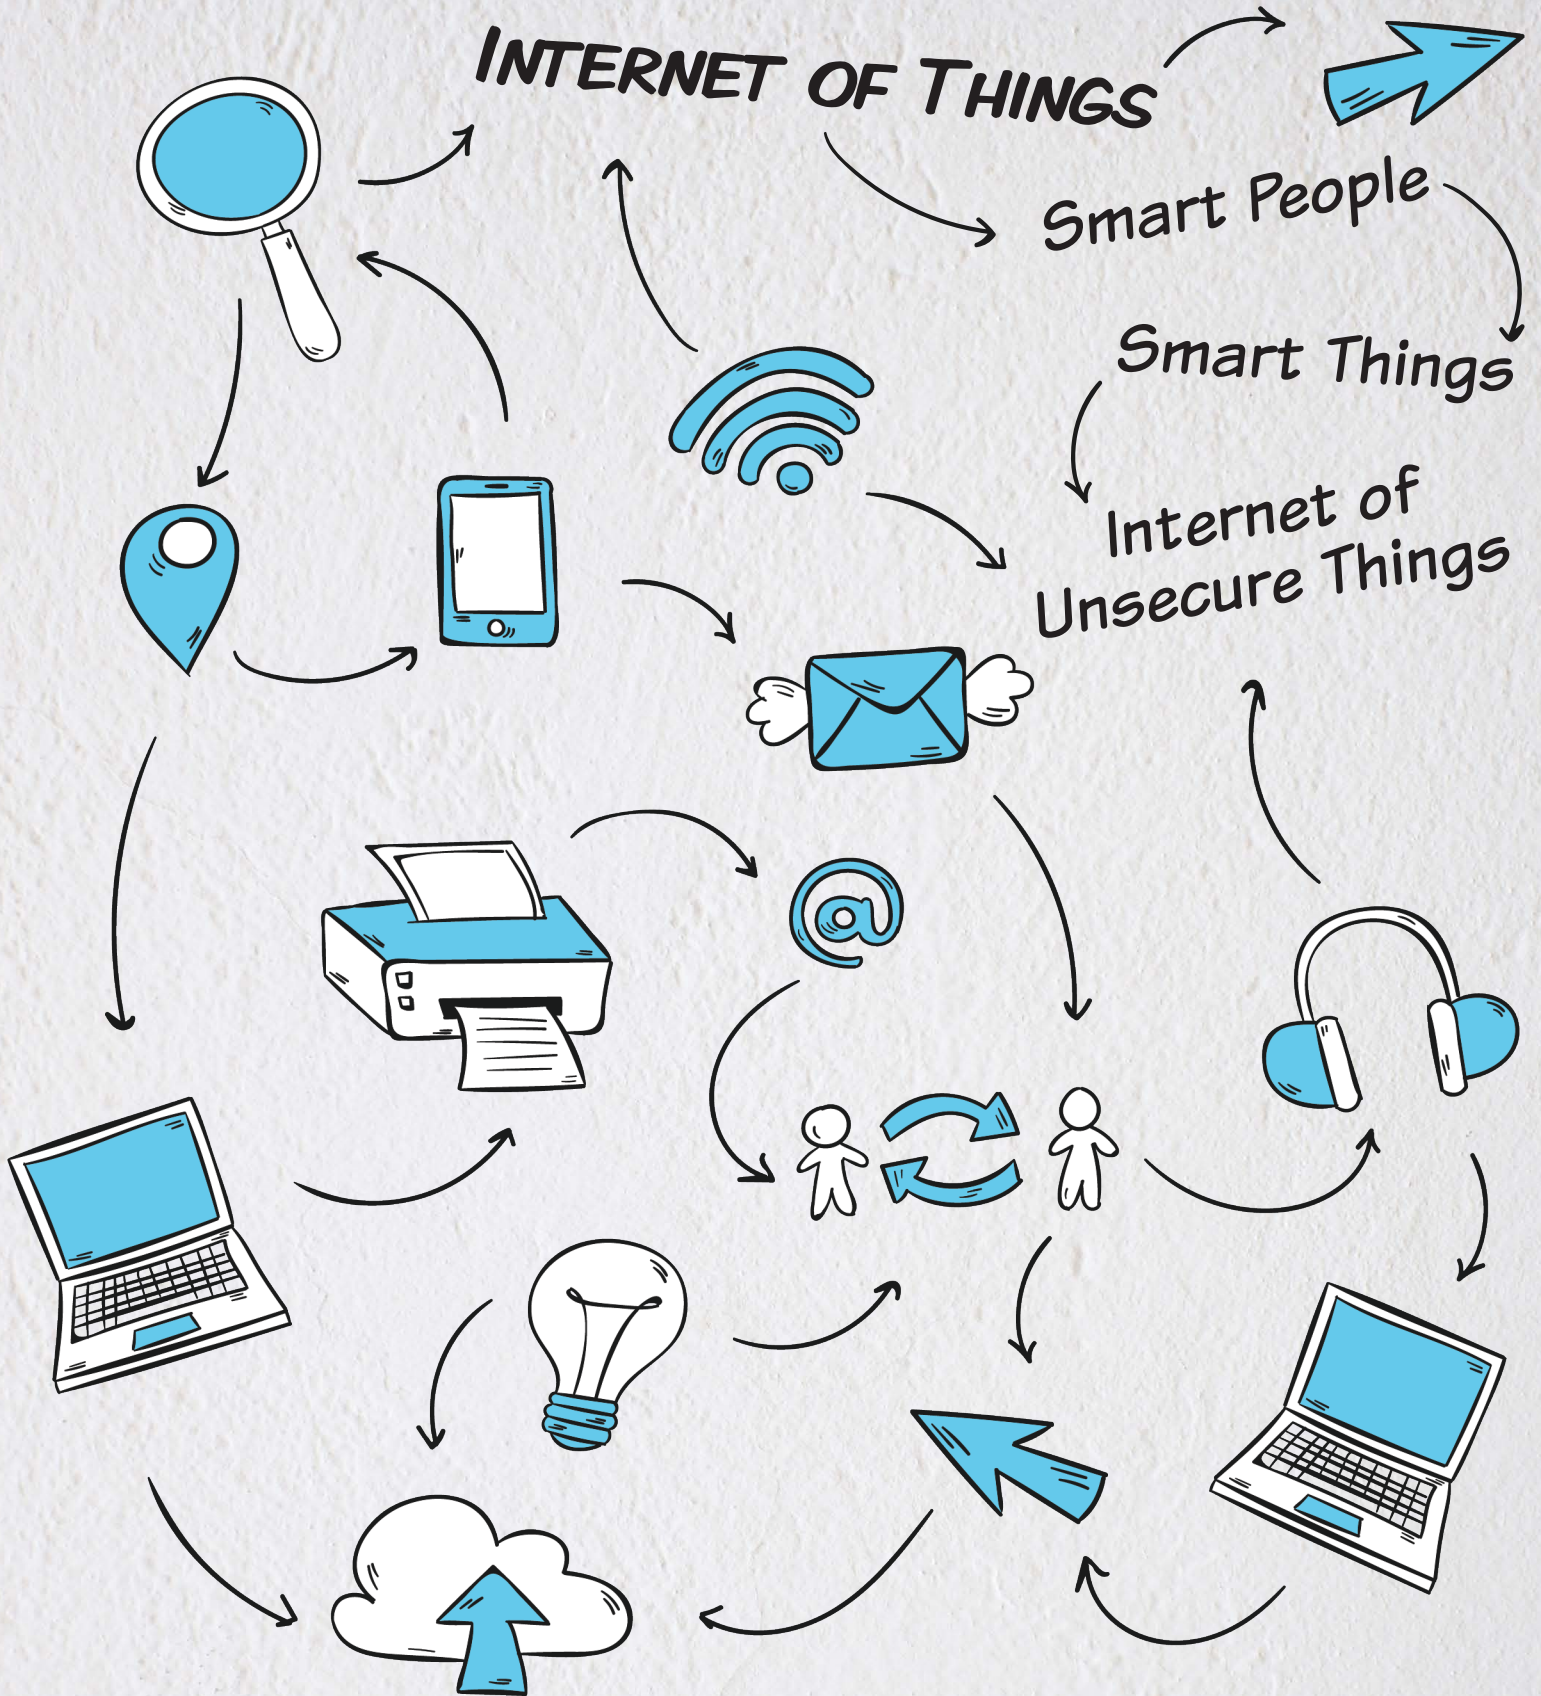 INTERNET OF THINGS
Smart People
Smart Things
Internet of
Unsecure Things
@